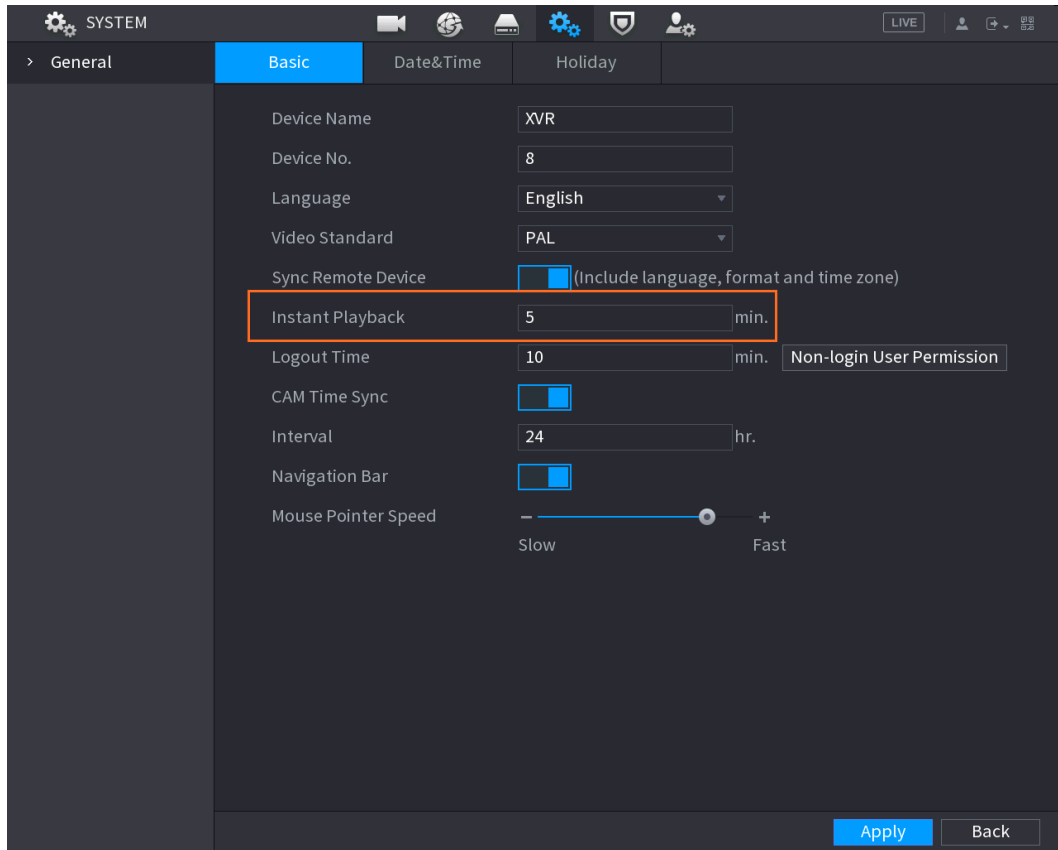 SYSTEM
LIVE
> General
Basic Date&Time Holiday
Device Name XVR
Device No. 8
Language English
Video Standard PAL
Sync Remote Device (Include language, format and time zone)
Instant Playback 5 min.
Logout Time 10 min. Non-login User Permission
CAM Time Sync
Interval 24 hr.
Navigation Bar
Mouse Pointer Speed − +
Slow Fast
Apply Back